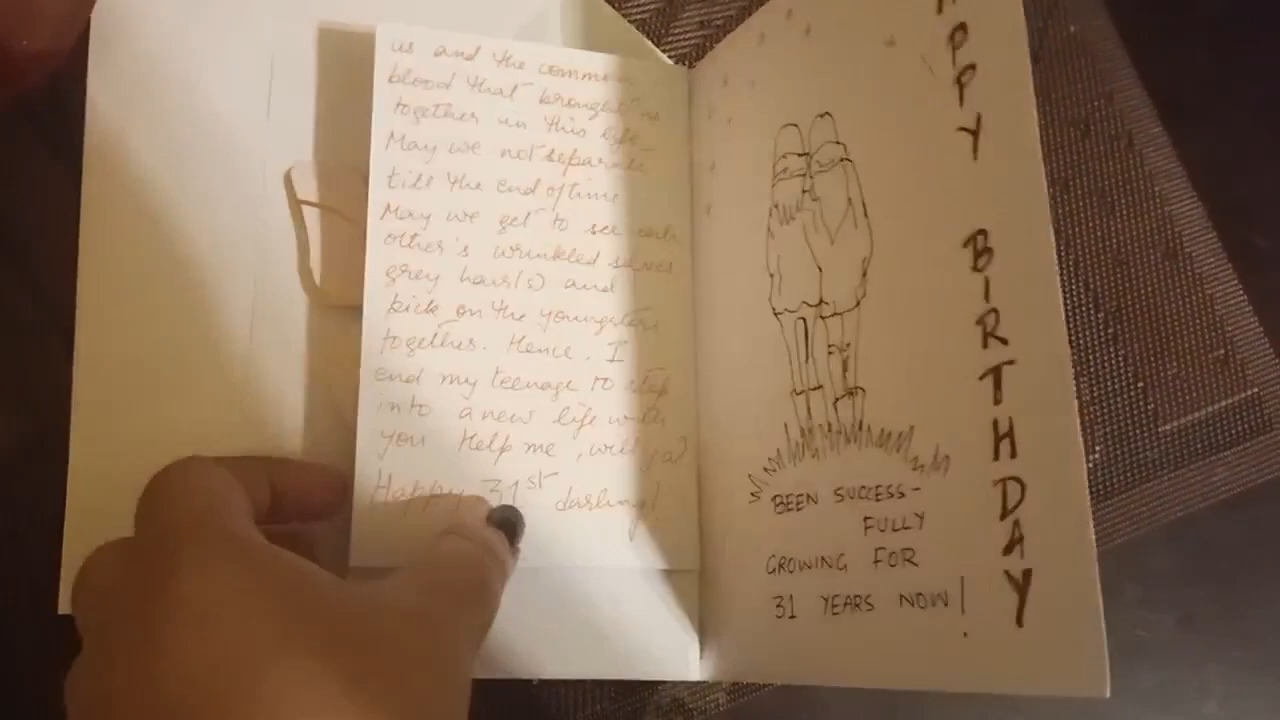 us and the common
blood that brought us
together in this life.
May we not separate
till the end of time
May we get to see each
other's wrinkled
grey hair(s) and
kick on the youngsters
together. Hence, I
end my teenage to step
into a new life with
you Help me, will ya?
Happy 31st darling!
APPY
BIRTHDAY
BEEN SUCCESS-
FULLY
GROWING FOR
31 YEARS NOW!